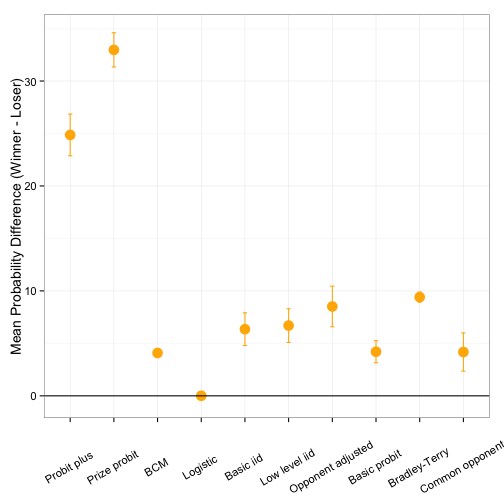 Mean Probability Difference (Winner - Loser)
30
20
10
0
Probit plus
Prize probit
BCM
Logistic
Basic iid
Low level iid
Opponent adjusted
Basic probit
Bradley-Terry
Common opponent